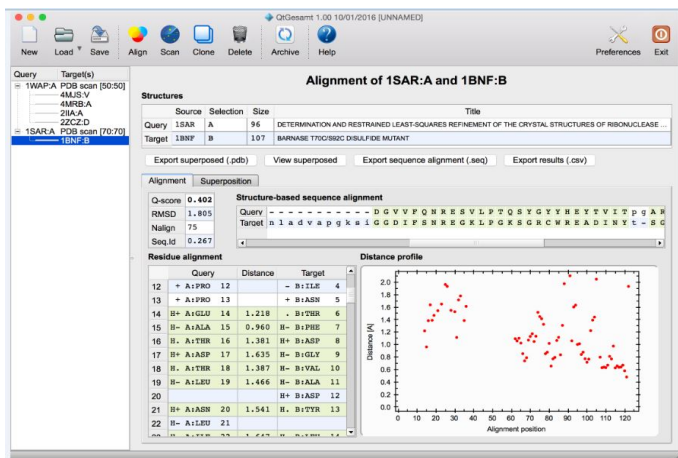 QtGesamt 1.00 10/01/2016 [UNNAMED]
New Load Save Align Scan Clone Delete Archive Help Preferences Exit
Query Target(s)
1WAP:A PDB scan [50:50]
4MJS:V
4MRB:A
2IIA:A
2ZCZ:D
1SAR:A PDB scan [70:70]
1BNF:B
Alignment of 1SAR:A and 1BNF:B
Structures
Source Selection Size Title
Query 1SAR A 96 DETERMINATION AND RESTRAINED LEAST-SQUARES REFINEMENT OF THE CRYSTAL STRUCTURES OF RIBONUCLEASE ...
Target 1BNF B 107 BARNASE T70C/S92C DISULFIDE MUTANT
Export superposed (.pdb) View superposed Export sequence alignment (.seq) Export results (.csv)
Alignment Superposition
Q-score 0.402
RMSD 1.805
Nalign 75
Seq.Id 0.267
Structure-based sequence alignment
Query - - - - - - - - - - - D G V V F Q N R E S V L P T Q S Y G Y Y H E Y T V I T p g A R
Target n l a d v a p g k s i G G D I F S N R E G K L P G K S G R C W R E A D I N Y t - S G
Residue alignment
Query Distance Target
12 + A:PRO 12 - B:ILE 4
13 + A:PRO 13 + B:ASN 5
14 H+ A:GLU 14 1.218 . B:THR 6
15 H- A:ALA 15 0.960 H- B:PHE 7
16 H. A:THR 16 1.381 H+ B:ASP 8
17 H+ A:ASP 17 1.635 H- B:GLY 9
18 H. A:THR 18 1.387 H- B:VAL 10
19 H- A:LEU 19 1.466 H- B:ALA 11
20 H+ B:ASP 12
21 H+ A:ASN 20 1.541 H. B:TYR 13
22 H- A:LEU 21
Distance profile
Distance [A]
2.0
1.8
1.6
1.4
1.2
1.0
0.8
0.6
0.4
0.2
0.0
0 10 20 30 40 50 60 70 80 90 100 110 120
Alignment position